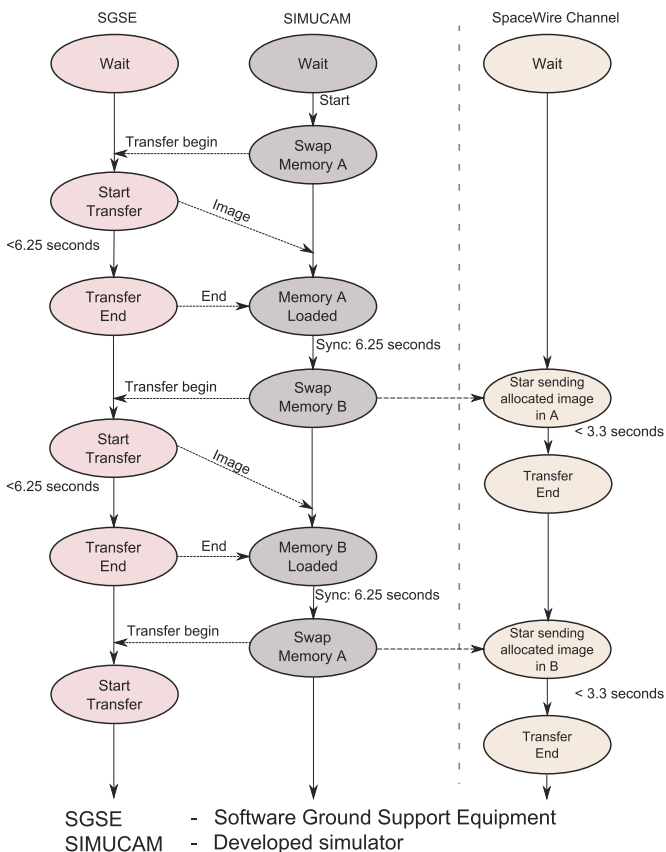 SGSE
SIMUCAM
SpaceWire Channel
Wait
Wait
Wait
Start
Transfer begin
Swap
Memory A
Start
Transfer
Image
<6.25 seconds
Transfer
End
End
Memory A
Loaded
Sync: 6.25 seconds
Transfer begin
Swap
Memory B
Star sending
allocated image
in A
< 3.3 seconds
Start
Transfer
Image
<6.25 seconds
Transfer
End
Transfer
End
End
Memory B
Loaded
Sync: 6.25 seconds
Transfer begin
Swap
Memory A
Star sending
allocated image
in B
< 3.3 seconds
Start
Transfer
Transfer
End
SGSE - Software Ground Support Equipment
SIMUCAM - Developed simulator